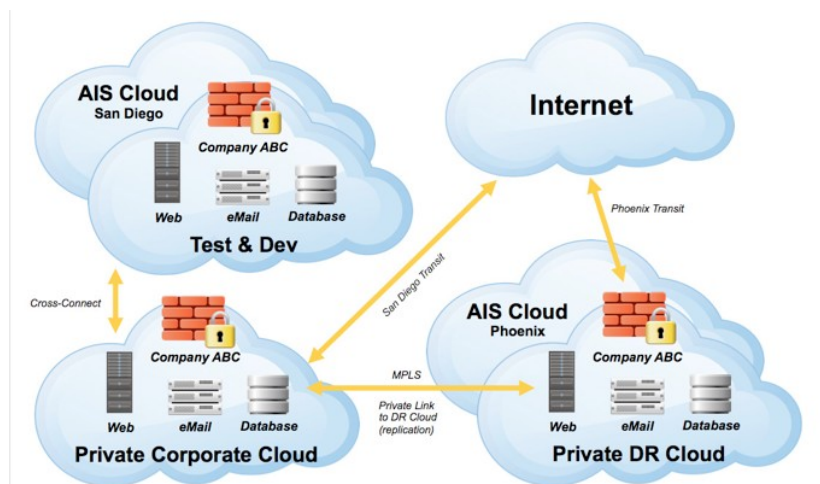 AIS Cloud
San Diego
Company ABC
Web
eMail
Database
Test & Dev
Internet
Phoenix Transit
San Diego Transit
Cross-Connect
Company ABC
Web
eMail
Database
Private Corporate Cloud
MPLS
Private Link
to DR Cloud
(replication)
AIS Cloud
Phoenix
Company ABC
Web
eMail
Database
Private DR Cloud